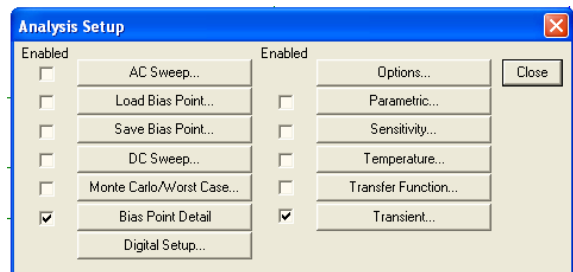 Analysis Setup
Enabled
Enabled
AC Sweep...
Options...
Close
Load Bias Point...
Parametric...
Save Bias Point...
Sensitivity...
DC Sweep...
Temperature...
Monte Carlo/Worst Case...
Transfer Function...
Bias Point Detail
Transient...
Digital Setup...